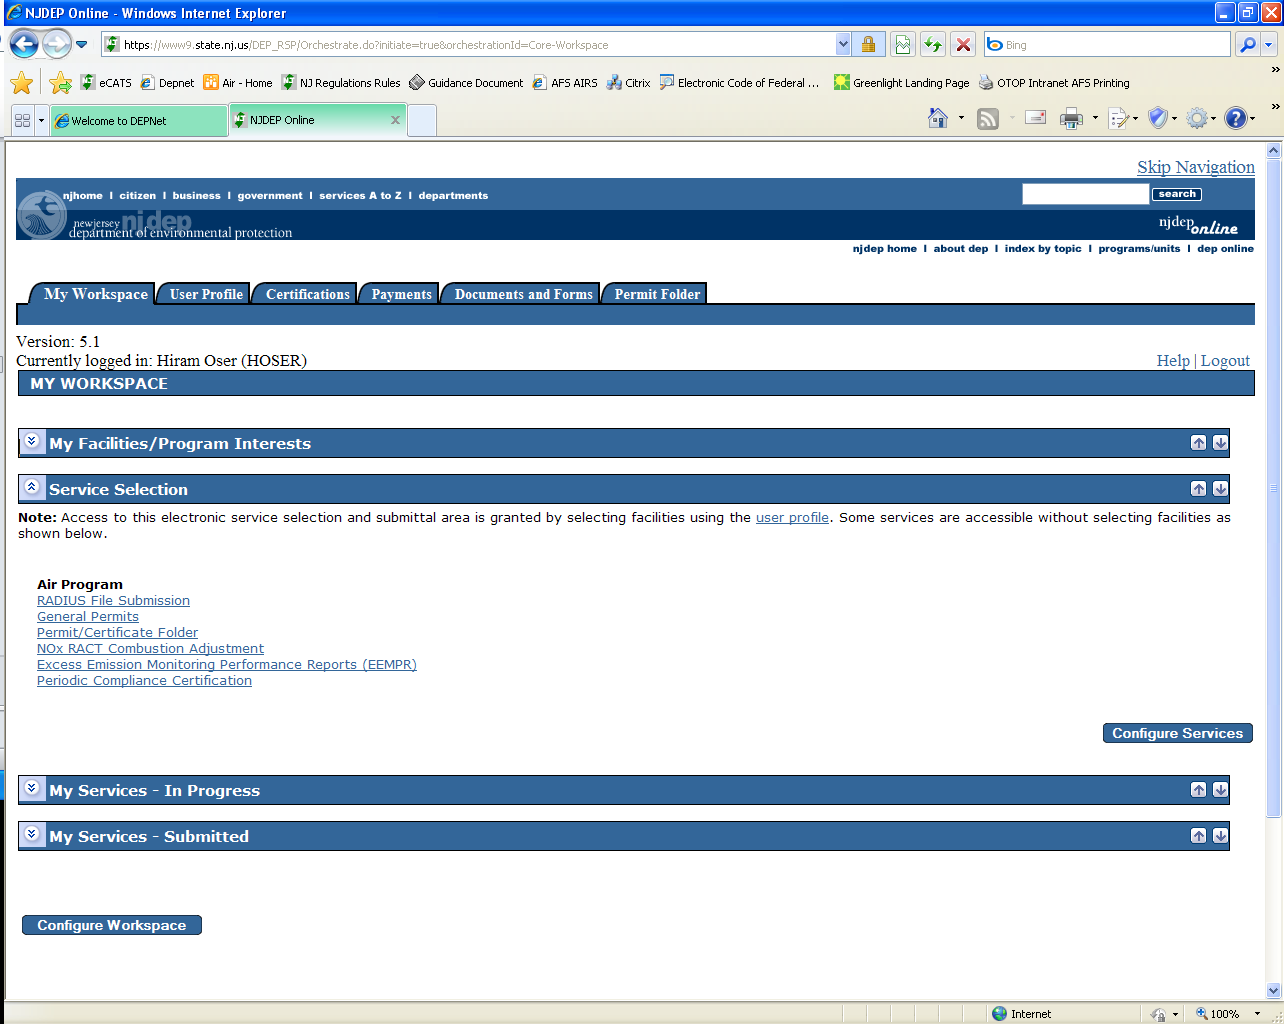 NJDEP Online - Windows Internet Explorer
https://www9.state.nj.us/DEP_RSP/Orchestrate.do?initiate=true&orchestrationId=Core-Workspace
Bing
eCATS Depnet Air - Home NJ Regulations Rules Guidance Document AFS AIRS Citrix Electronic Code of Federal ... Greenlight Landing Page OTOP Intranet AFS Printing
Welcome to DEPNet NJDEP Online
Skip Navigation
njhome I citizen I business I government I services A to Z I departments
search
newjersey njdep
department of environmental protection
njdep online
njdep home I about dep I index by topic I programs/units I dep online
My Workspace User Profile Certifications Payments Documents and Forms Permit Folder
Version: 5.1
Currently logged in: Hiram Oser (HOSER)
Help | Logout
MY WORKSPACE
My Facilities/Program Interests
Service Selection
Note: Access to this electronic service selection and submittal area is granted by selecting facilities using the user profile. Some services are accessible without selecting facilities as
shown below.
Air Program
RADIUS File Submission
General Permits
Permit/Certificate Folder
NOx RACT Combustion Adjustment
Excess Emission Monitoring Performance Reports (EEMPR)
Periodic Compliance Certification
Configure Services
My Services - In Progress
My Services - Submitted
Configure Workspace
Internet
100%